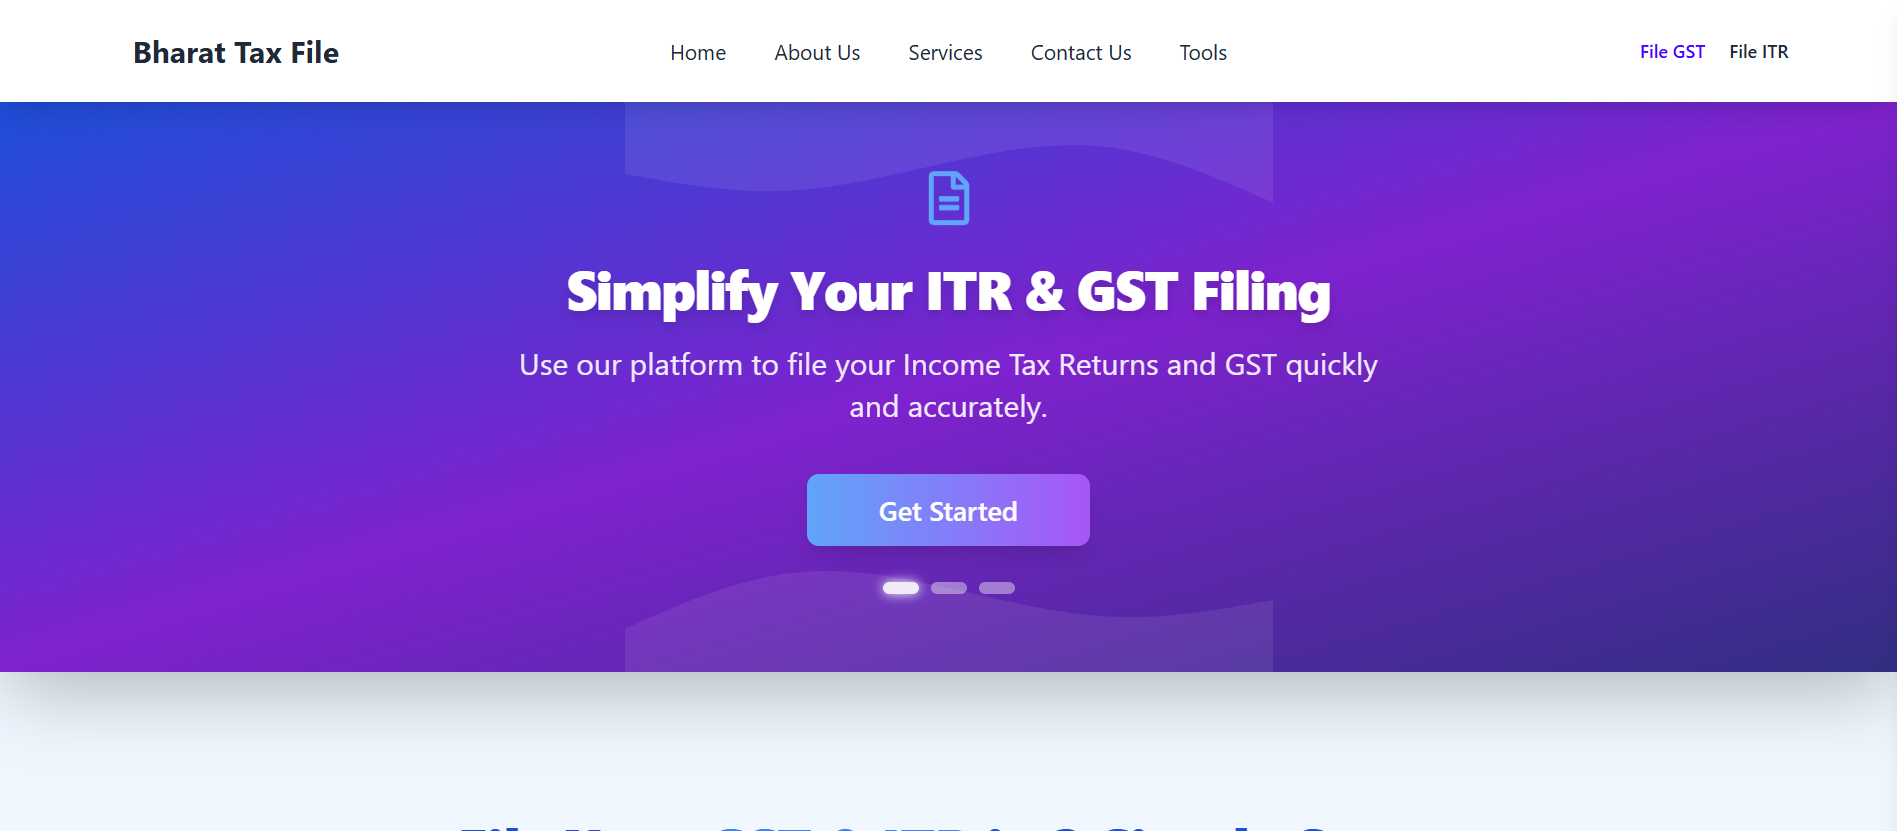 Bharat Tax File
Home About Us Services Contact Us Tools
File GST File ITR
Simplify Your ITR & GST Filing
Use our platform to file your Income Tax Returns and GST quickly
and accurately.
Get Started